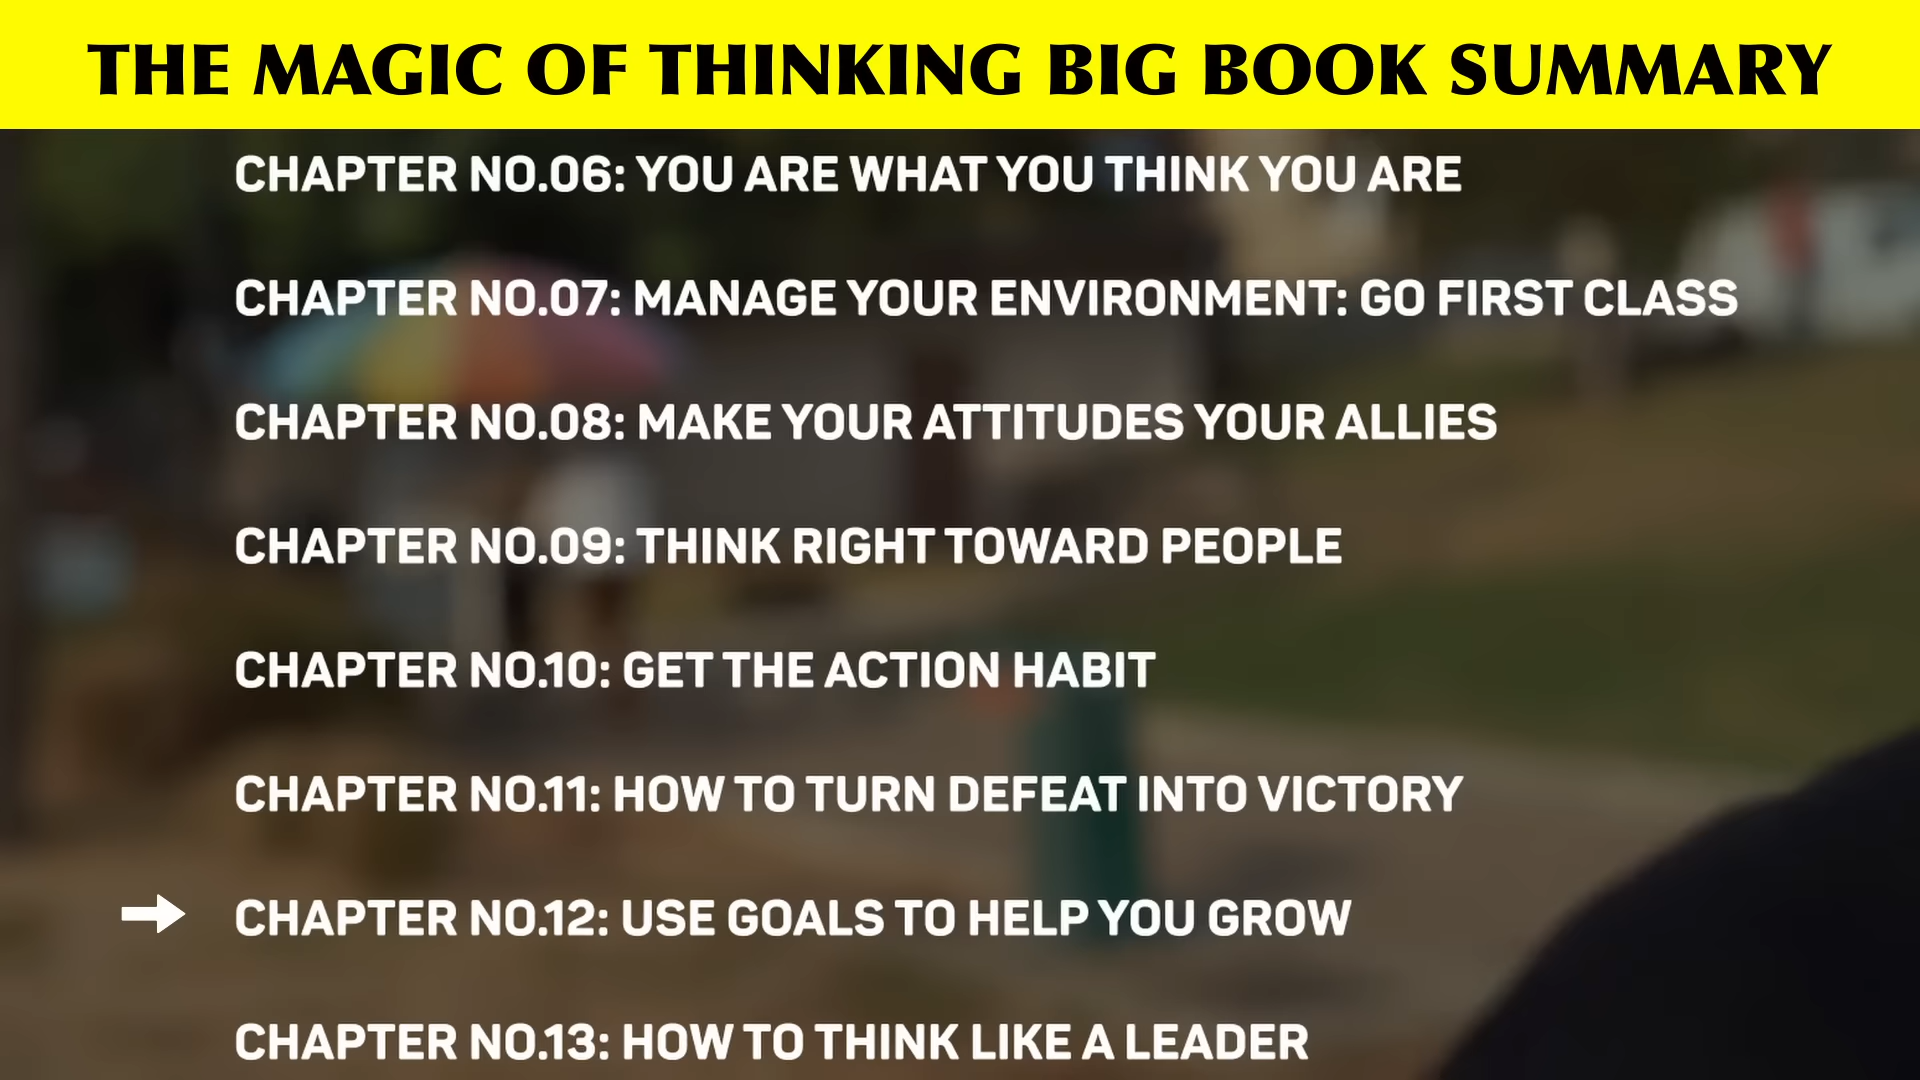 THE MAGIC OF THINKING BIG BOOK SUMMARY
CHAPTER NO.06: YOU ARE WHAT YOU THINK YOU ARE
CHAPTER NO.07: MANAGE YOUR ENVIRONMENT: GO FIRST CLASS
CHAPTER NO.08: MAKE YOUR ATTITUDES YOUR ALLIES
CHAPTER NO.09: THINK RIGHT TOWARD PEOPLE
CHAPTER NO.10: GET THE ACTION HABIT
CHAPTER NO.11: HOW TO TURN DEFEAT INTO VICTORY
CHAPTER NO.12: USE GOALS TO HELP YOU GROW
CHAPTER NO.13: HOW TO THINK LIKE A LEADER